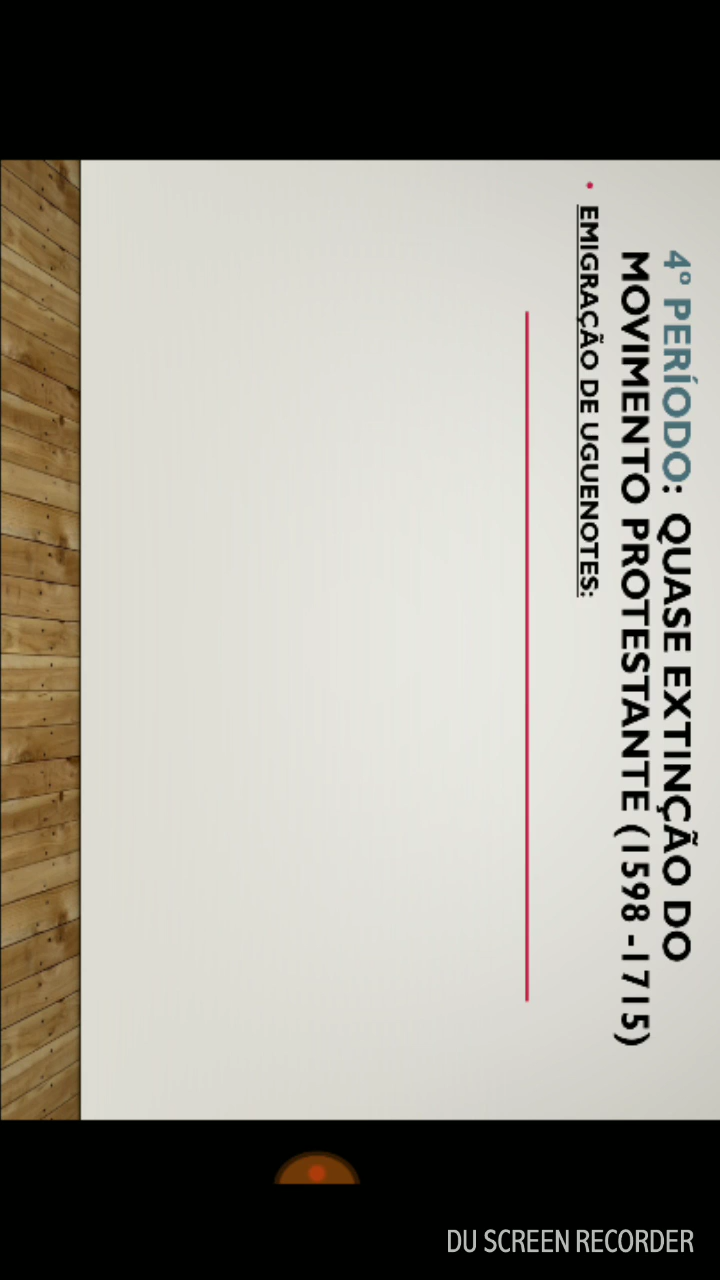 4º PERÍODO: QUASE EXTINÇÃO DO
MOVIMENTO PROTESTANTE (1598 -1715)
• EMIGRAÇÃO DE UGUENOTES:
DU SCREEN RECORDER